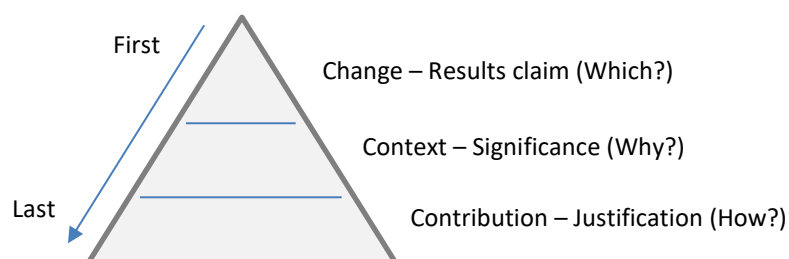 First
Change – Results claim (Which?)
Context – Significance (Why?)
Last
Contribution – Justification (How?)